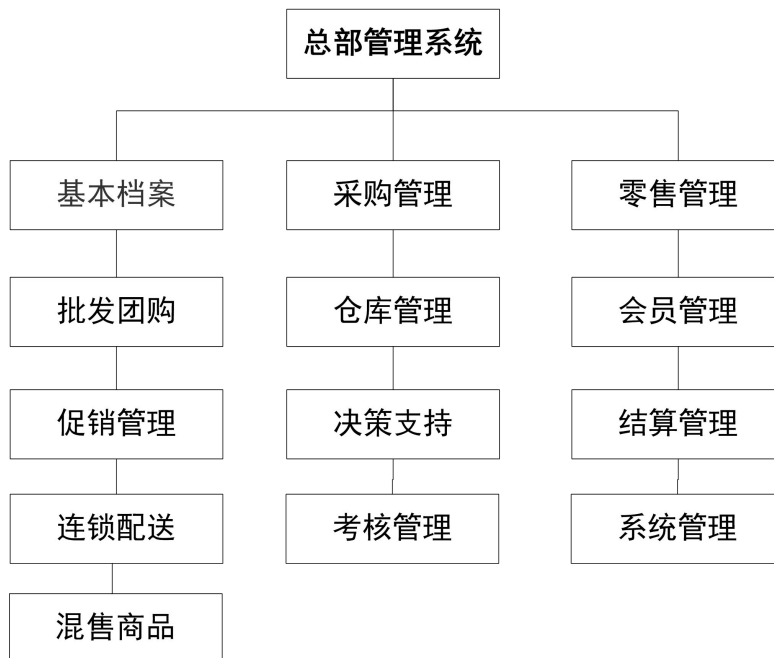 总部管理系统
基本档案
采购管理
零售管理
批发团购
仓库管理
会员管理
促销管理
决策支持
结算管理
连锁配送
考核管理
系统管理
混售商品